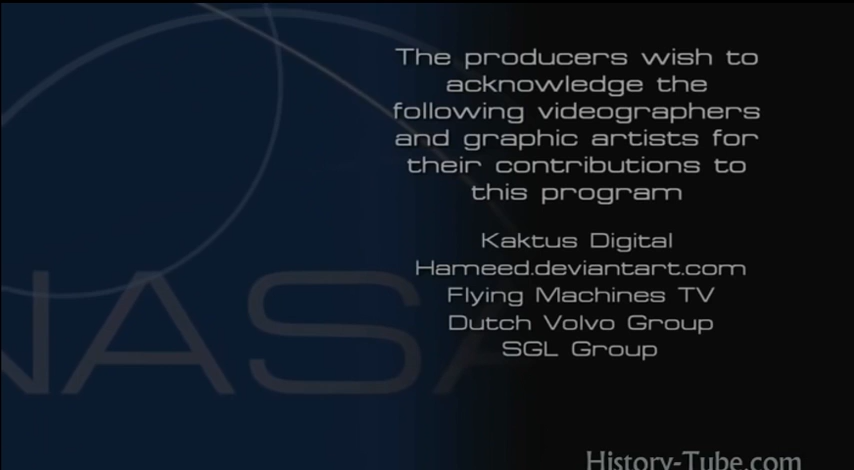 The producers wish to
acknowledge the
following videographers
and graphic artists for
their contributions to
this program
Kaktus Digital
Hameed.deviantart.com
Flying Machines TV
Dutch Volvo Group
SGL Group
NASA
History-Tube.com